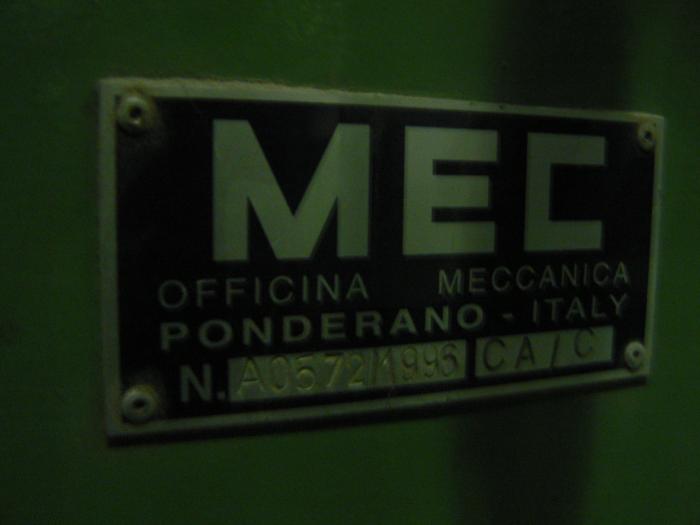 MEC
OFFICINA MECCANICA
PONDERANO - ITALY
N. A0572/1996 CA/C